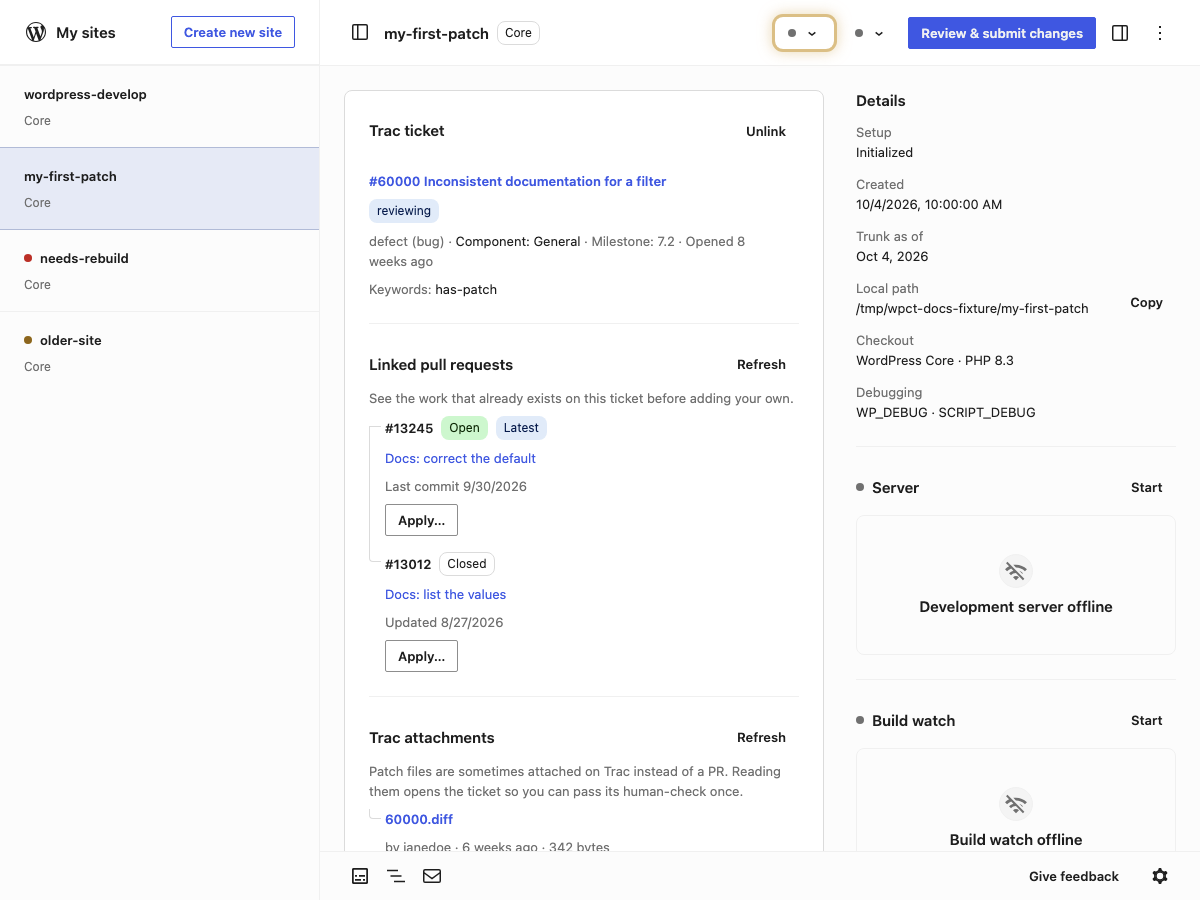 My sites
Create new site
wordpress-develop
Core
my-first-patch
Core
needs-rebuild
Core
older-site
Core
my-first-patch
Core
Review & submit changes
Trac ticket
Unlink
#60000 Inconsistent documentation for a filter
reviewing
defect (bug) · Component: General · Milestone: 7.2 · Opened 8
weeks ago
Keywords: has-patch
Linked pull requests
Refresh
See the work that already exists on this ticket before adding your own.
#13245
Open
Latest
Docs: correct the default
Last commit 9/30/2026
Apply...
#13012
Closed
Docs: list the values
Updated 8/27/2026
Apply...
Trac attachments
Refresh
Patch files are sometimes attached on Trac instead of a PR. Reading
them opens the ticket so you can pass its human-check once.
60000.diff
by janedoe · 6 weeks ago · 342 bytes
Details
Setup
Initialized
Created
10/4/2026, 10:00:00 AM
Trunk as of
Oct 4, 2026
Local path
/tmp/wpct-docs-fixture/my-first-patch
Copy
Checkout
WordPress Core · PHP 8.3
Debugging
WP_DEBUG · SCRIPT_DEBUG
Server
Start
Development server offline
Build watch
Start
Build watch offline
Give feedback